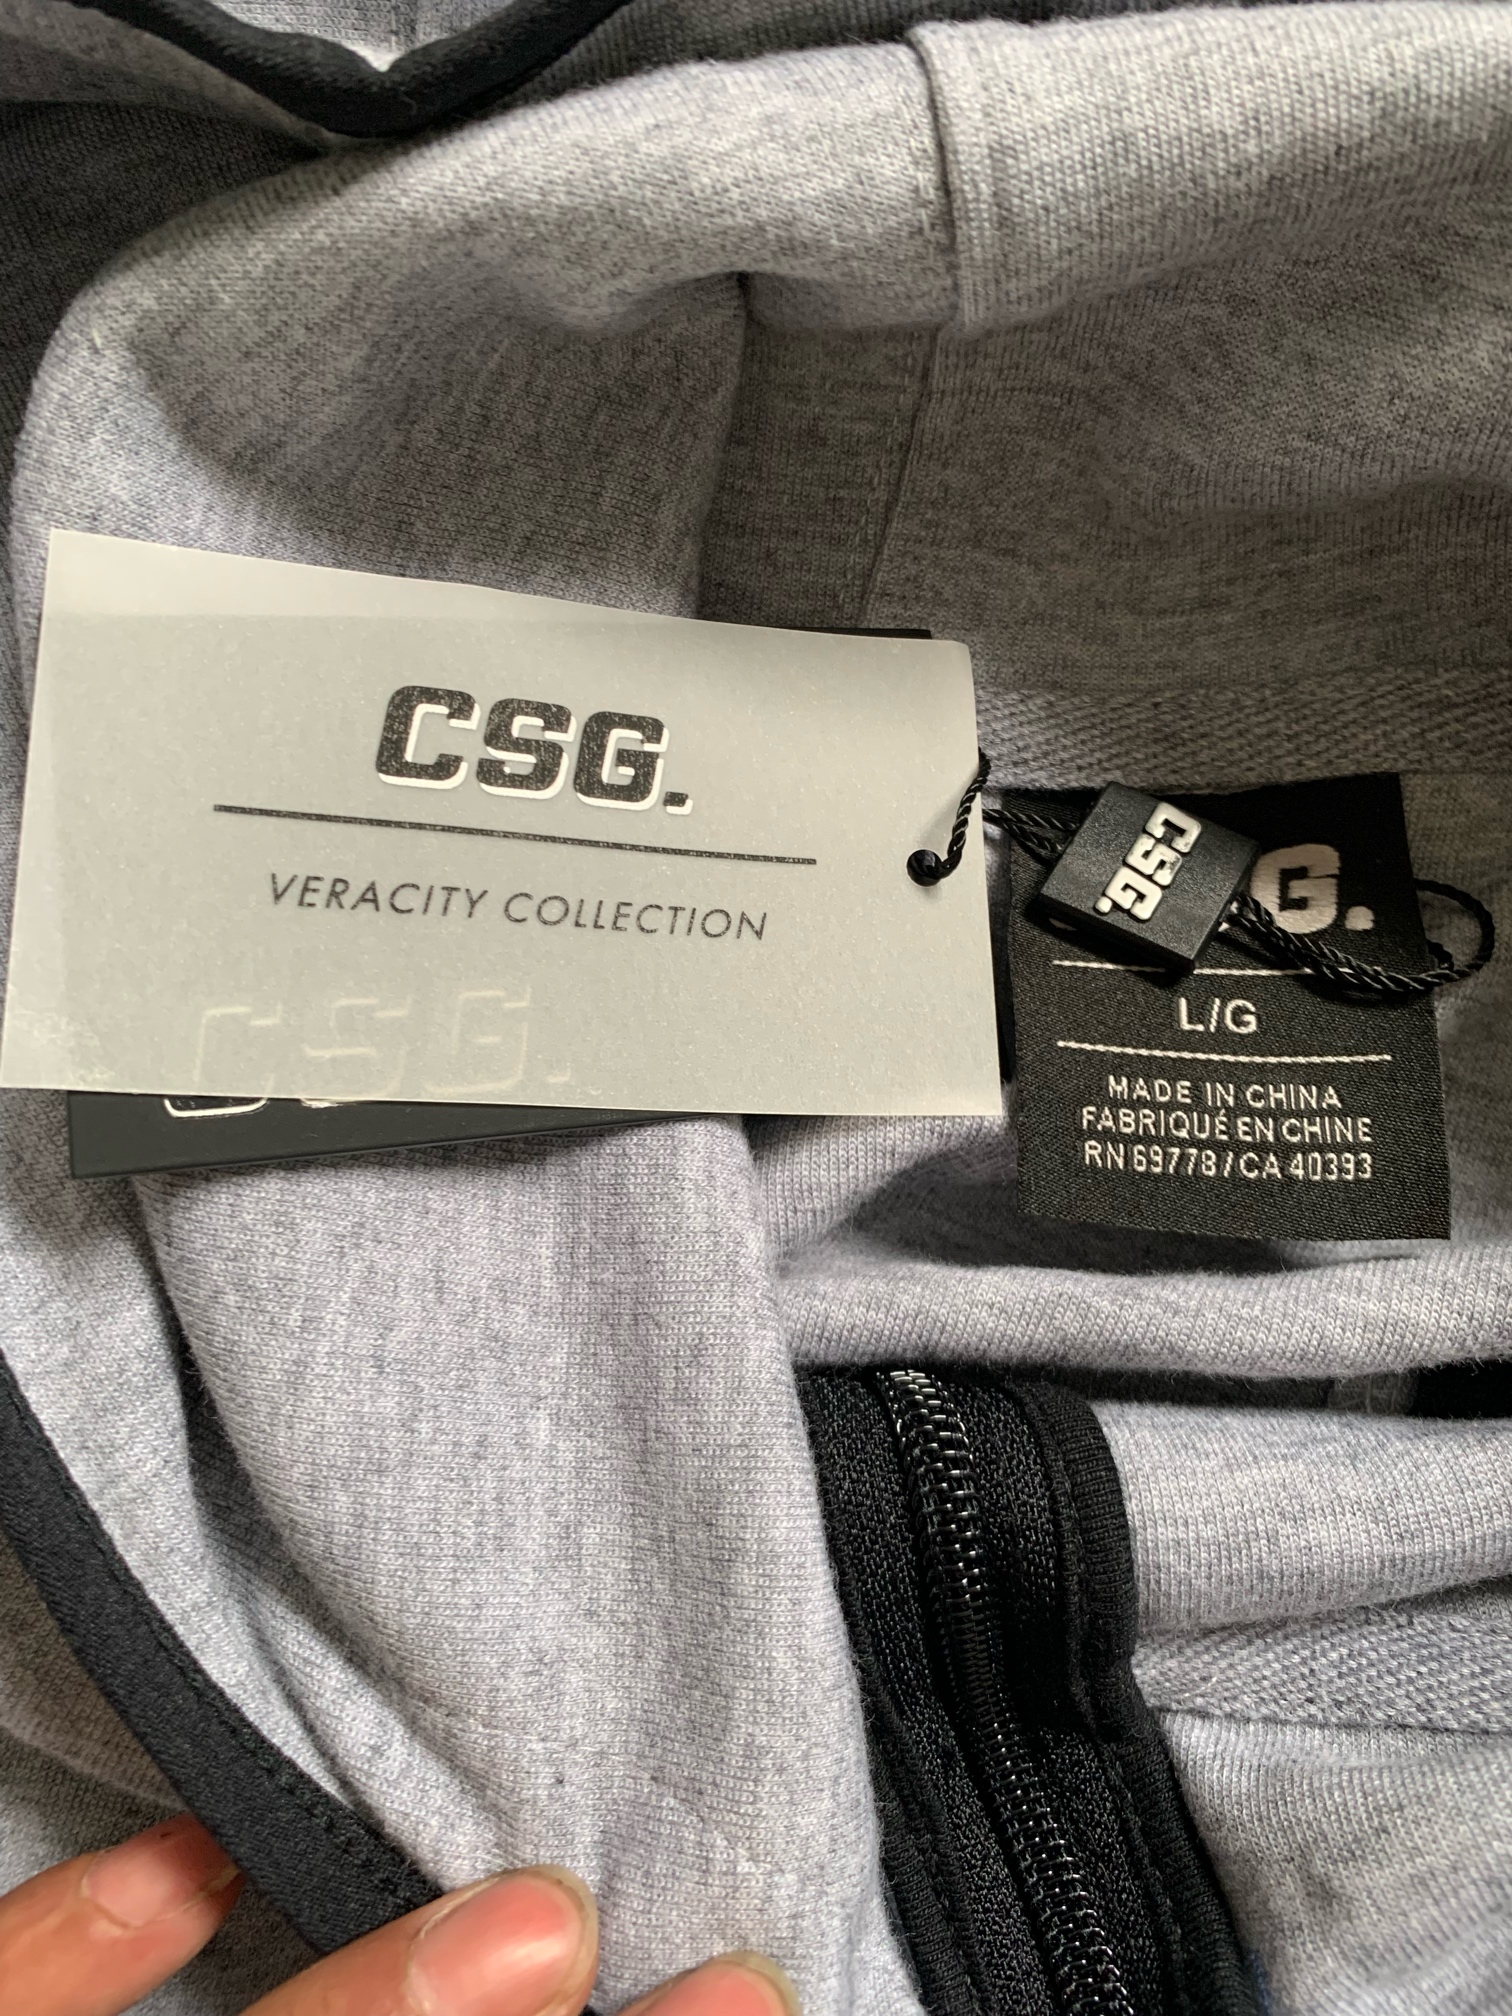 CSG.
VERACITY COLLECTION
CSG.
CSG.
G.
L/G
MADE IN CHINA
FABRIQUÉ EN CHINE
RN 69778/CA 40393